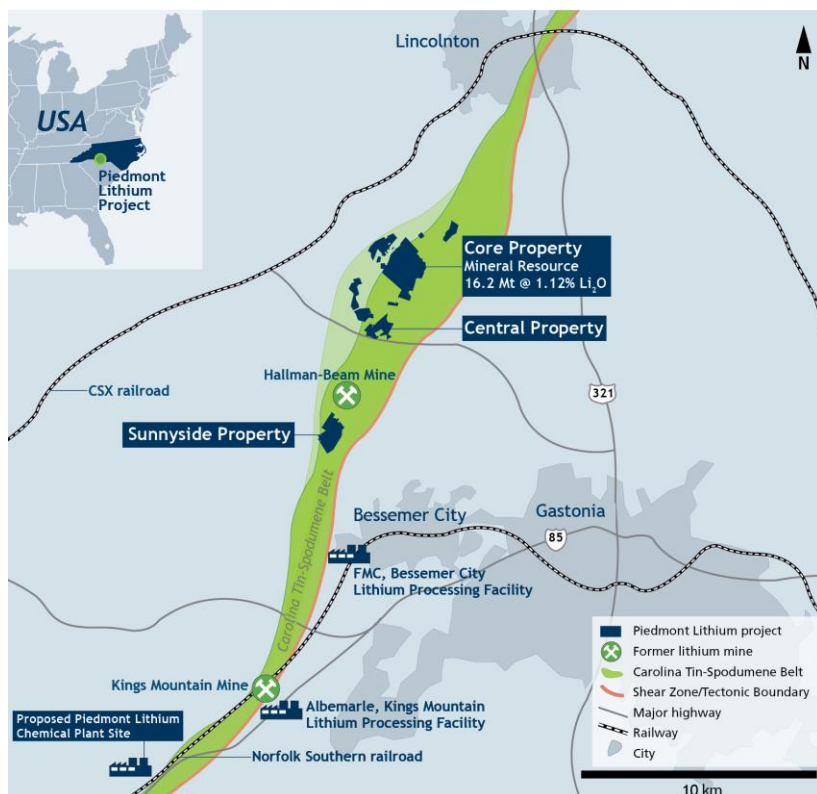 USA
Piedmont
Lithium
Project
Lincolnton
N
Core Property
Mineral Resource
16.2 Mt @ 1.12% Li₂O
Central Property
Hallman-Beam Mine
CSX railroad
321
Sunnyside Property
Carolina Tin-Spodumene Belt
Bessemer City
Gastonia
85
FMC, Bessemer City
Lithium Processing Facility
Kings Mountain Mine
Albemarle, Kings Mountain
Lithium Processing Facility
Proposed Piedmont Lithium
Chemical Plant Site
Norfolk Southern railroad
Piedmont Lithium project
Former lithium mine
Carolina Tin-Spodumene Belt
Shear Zone/Tectonic Boundary
Major highway
Railway
City
10 km